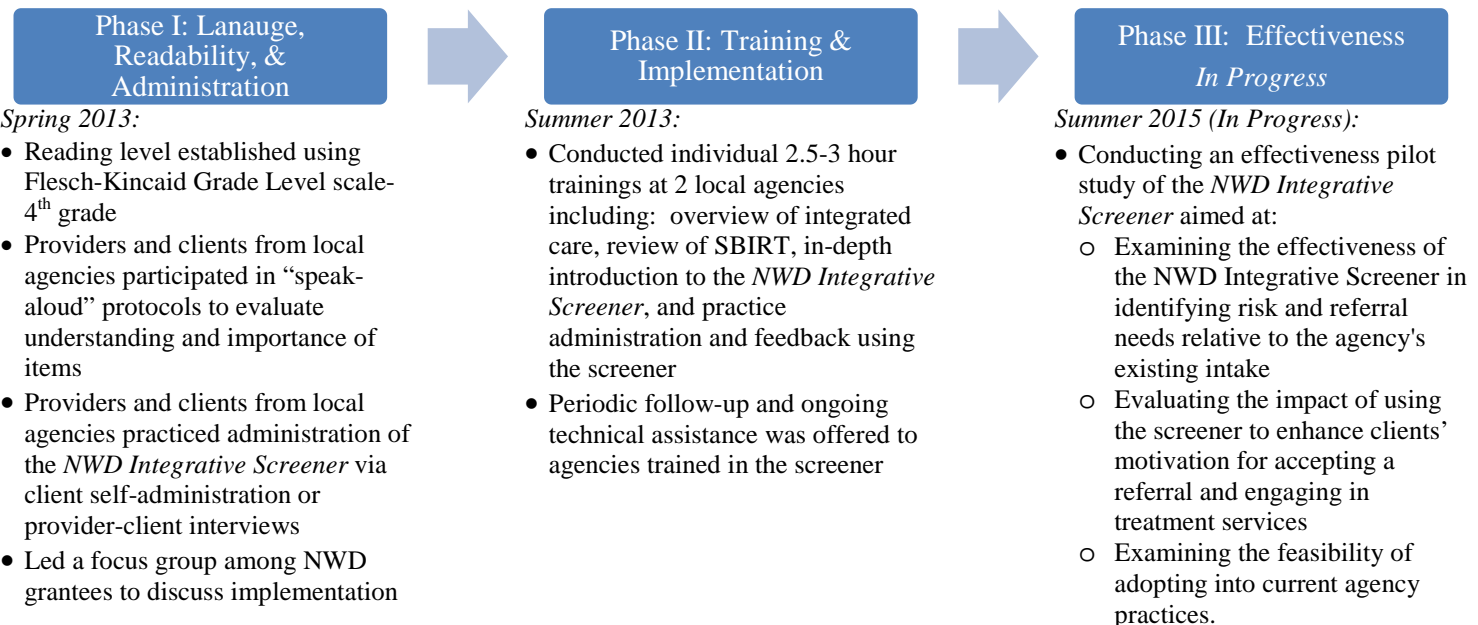 Phase I: Lanauge,
Readability, &
Administration
Spring 2013:
• Reading level established using
Flesch-Kincaid Grade Level scale-
4th grade
• Providers and clients from local
agencies participated in “speak-
aloud” protocols to evaluate
understanding and importance of
items
• Providers and clients from local
agencies practiced administration of
the NWD Integrative Screener via
client self-administration or
provider-client interviews
• Led a focus group among NWD
grantees to discuss implementation
Phase II: Training &
Implementation
Summer 2013:
• Conducted individual 2.5-3 hour
trainings at 2 local agencies
including: overview of integrated
care, review of SBIRT, in-depth
introduction to the NWD Integrative
Screener, and practice
administration and feedback using
the screener
• Periodic follow-up and ongoing
technical assistance was offered to
agencies trained in the screener
Phase III: Effectiveness
In Progress
Summer 2015 (In Progress):
• Conducting an effectiveness pilot
study of the NWD Integrative
Screener aimed at:
o Examining the effectiveness of
the NWD Integrative Screener in
identifying risk and referral
needs relative to the agency's
existing intake
o Evaluating the impact of using
the screener to enhance clients’
motivation for accepting a
referral and engaging in
treatment services
o Examining the feasibility of
adopting into current agency
practices.